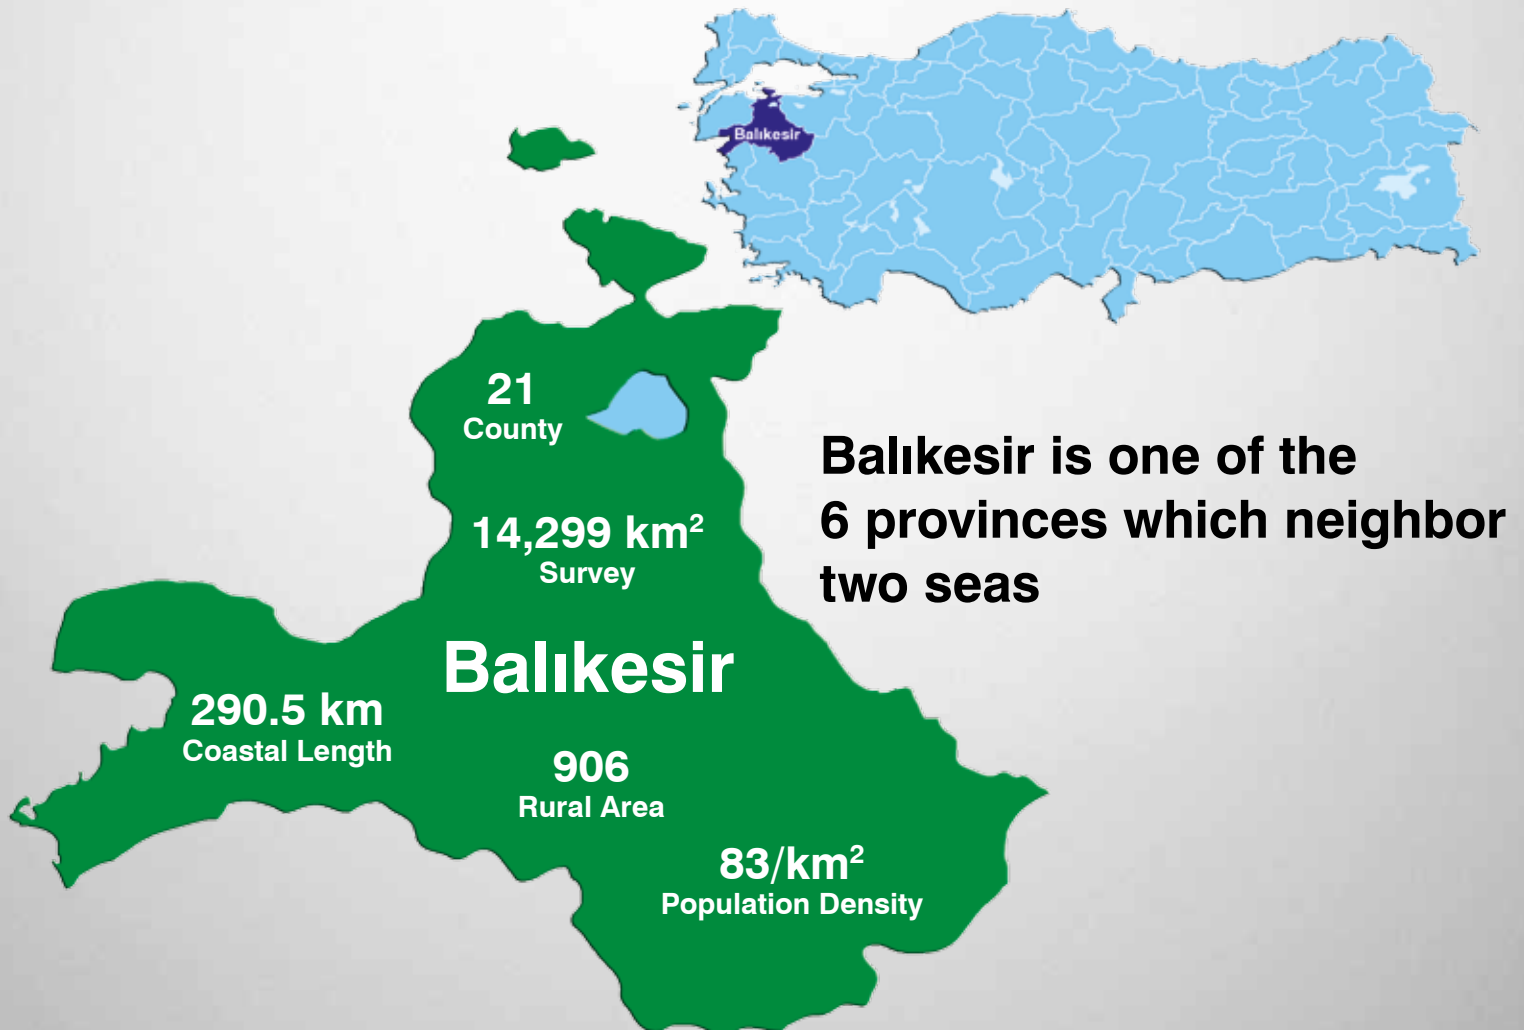 Balıkesir
21
County
14,299 km²
Survey
Balıkesir is one of the
6 provinces which neighbor
two seas
Balıkesir
290.5 km
Coastal Length
906
Rural Area
83/km²
Population Density